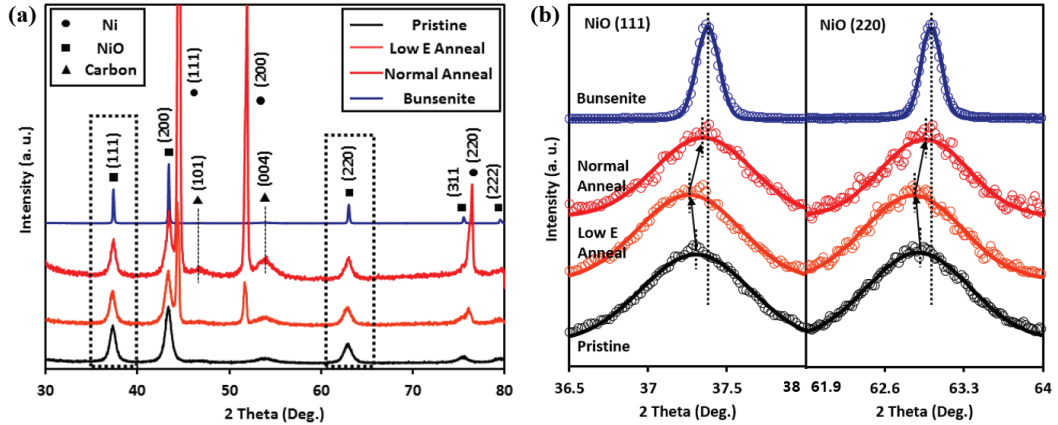 (a)
Ni
NiO
Carbon
Pristine
Low E Anneal
Normal Anneal
Bunsenite
(111)
(200)
(111)
(200)
(101)
(004)
(220)
(311
(220)
(222)
Intensity (a. u.)
30 40 50 60 70 80
2 Theta (Deg.)
(b)
NiO (111)
NiO (220)
Bunsenite
Normal
Anneal
Low E
Anneal
Pristine
Intensity (a. u.)
36.5 37 37.5 38 61.9 62.6 63.3 64
2 Theta (Deg.) 2 Theta (Deg.)